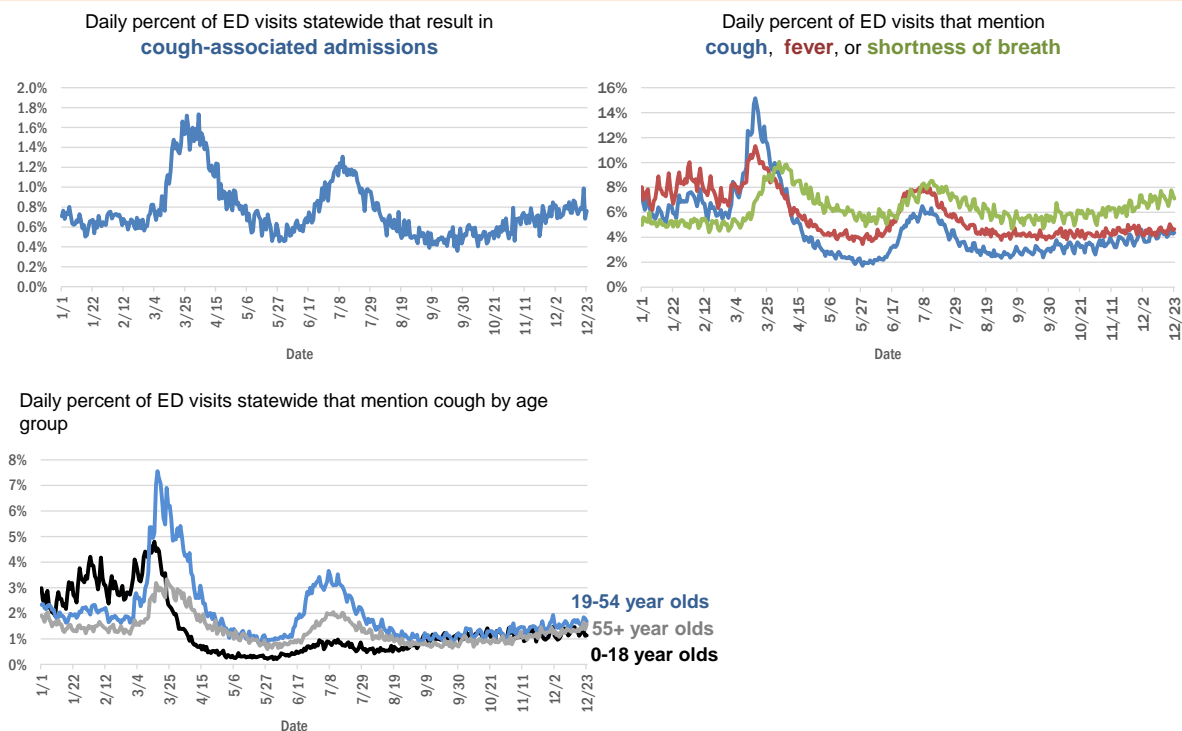 Daily percent of ED visits statewide that result in
cough-associated admissions
2.0%
1.8%
1.6%
1.4%
1.2%
1.0%
0.8%
0.6%
0.4%
0.2%
0.0%
1/1 1/22 2/12 3/4 3/25 4/15 5/6 5/27 6/17 7/8 7/29 8/19 9/9 9/30 10/21 11/11 12/2 12/23
Date
Daily percent of ED visits that mention
cough, fever, or shortness of breath
16%
14%
12%
10%
8%
6%
4%
2%
0%
1/1 1/22 2/12 3/4 3/25 4/15 5/6 5/27 6/17 7/8 7/29 8/19 9/9 9/30 10/21 11/11 12/2 12/23
Date
Daily percent of ED visits statewide that mention cough by age
group
8%
7%
6%
5%
4%
3%
2%
1%
0%
19-54 year olds
55+ year olds
0-18 year olds
1/1 1/22 2/12 3/4 3/25 4/15 5/6 5/27 6/17 7/8 7/29 8/19 9/9 9/30 10/21 11/11 12/2 12/23
Date